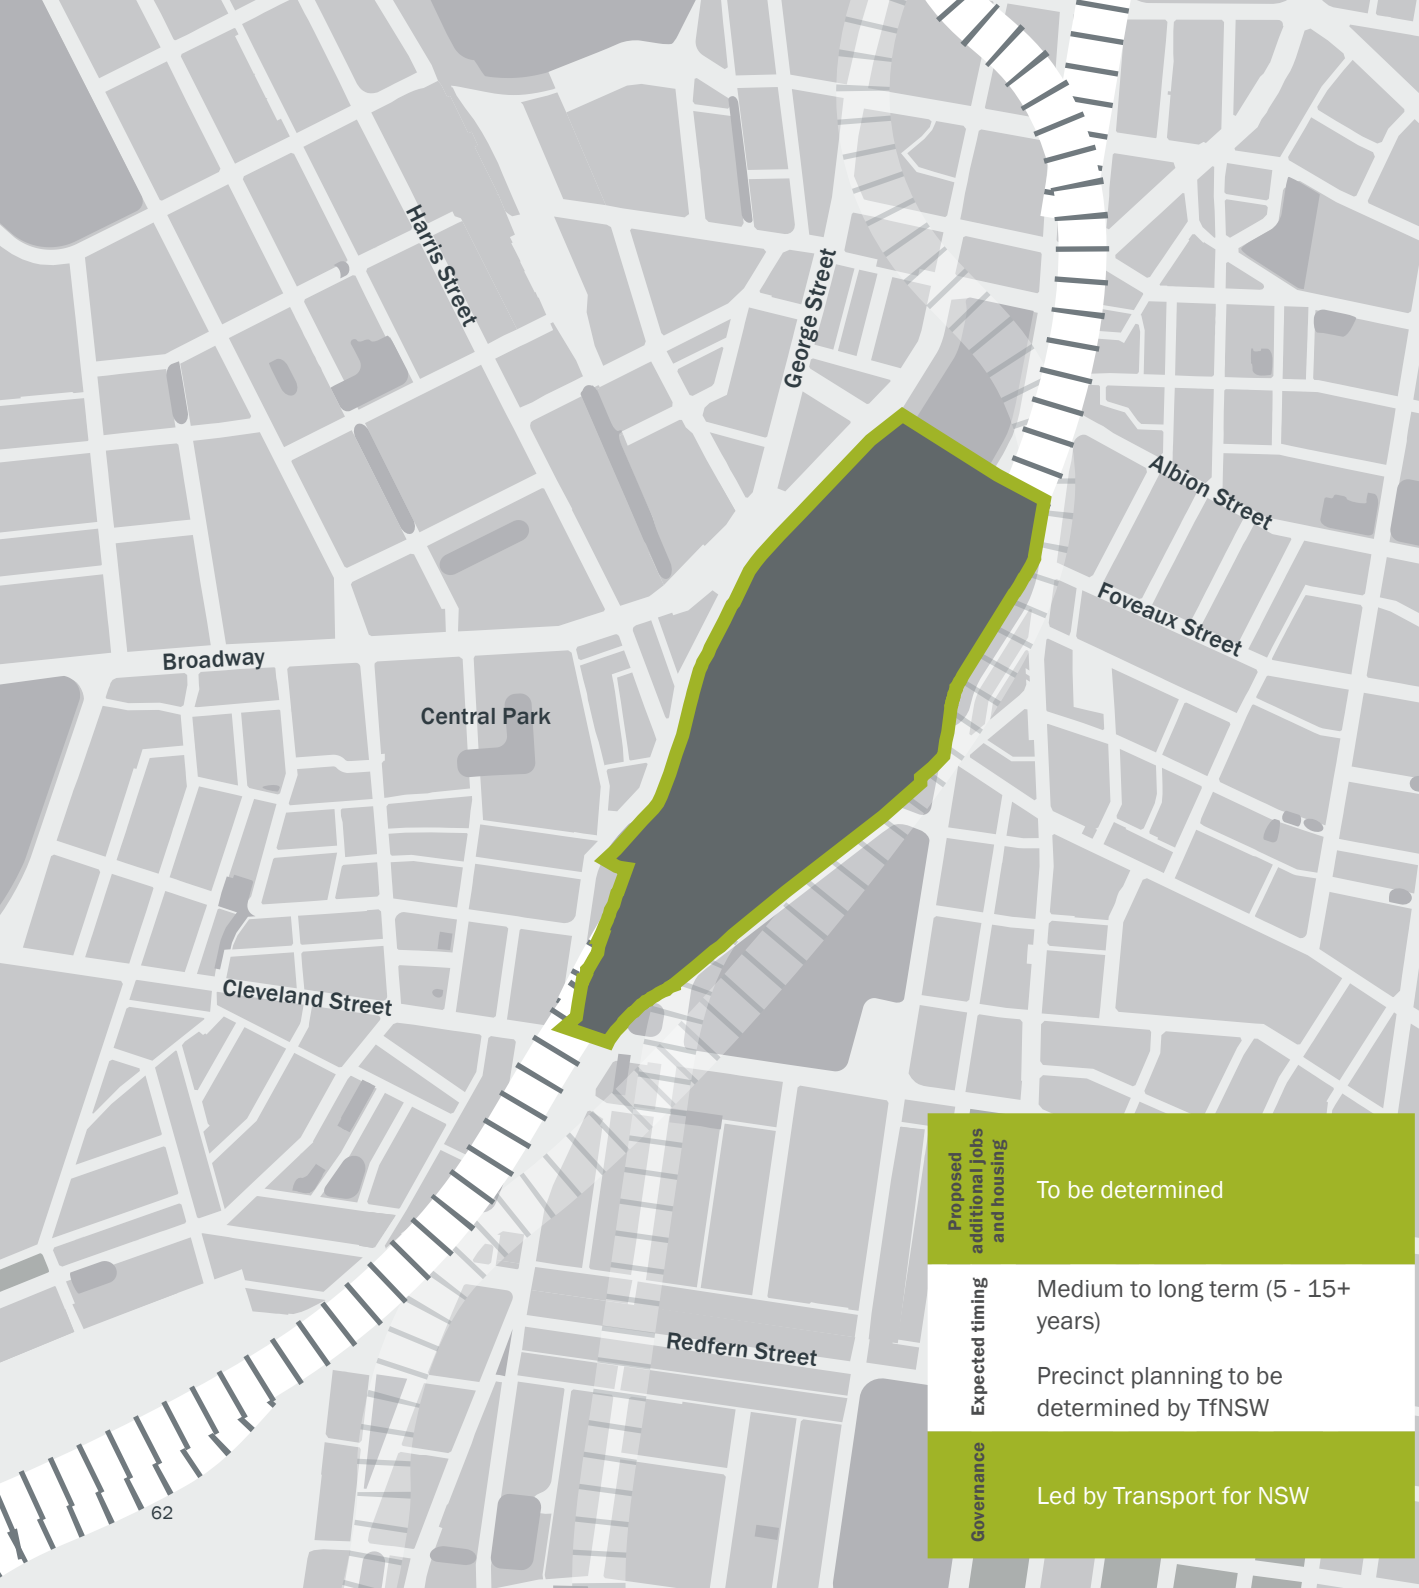 Harris Street
George Street
Albion Street
Foveaux Street
Broadway
Central Park
Cleveland Street
Redfern Street
Proposed
additional jobs
and housing
To be determined
Expected timing
Medium to long term (5 - 15+
years)
Precinct planning to be
determined by TfNSW
Governance
Led by Transport for NSW
62